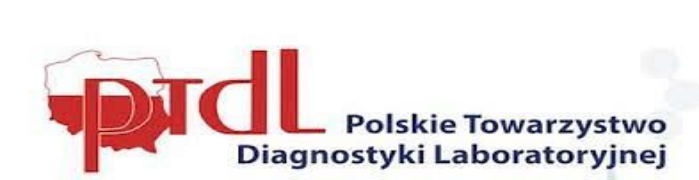 PTdL
Polskie Towarzystwo
Diagnostyki Laboratoryjnej